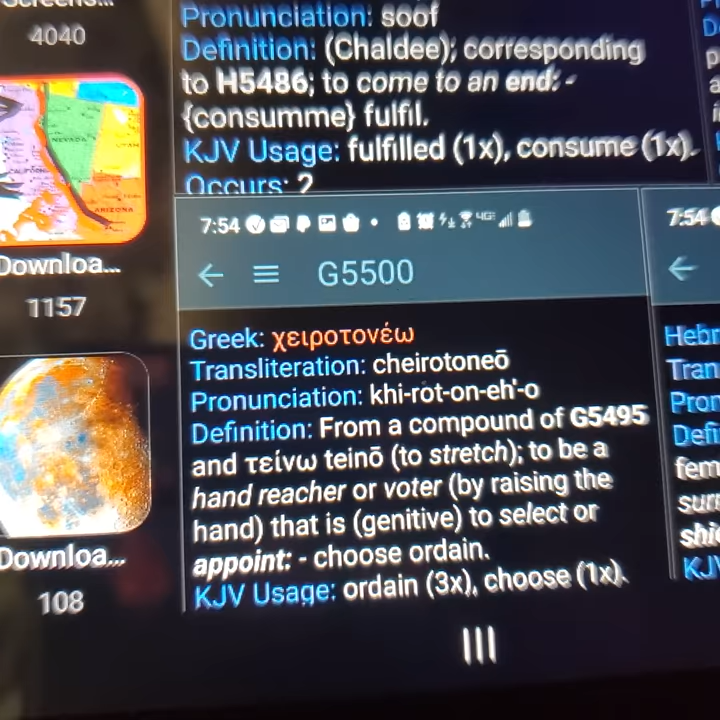 4040
Downloa...
1157
Downloa...
108
Pronunciation: soof
Definition: (Chaldee); corresponding
to H5486; to come to an end: -
{consumme} fulfil.
KJV Usage: fulfilled (1x), consume (1x).
Occurs: 2
7:54
G5500
Greek: χειροτονέω
Transliteration: cheirotoneō
Pronunciation: khi-rot-on-eh'-o
Definition: From a compound of G5495
and τείνω teinō (to stretch); to be a
hand reacher or voter (by raising the
hand) that is (genitive) to select or
appoint: - choose ordain.
KJV Usage: ordain (3x), choose (1x).
7:54
Hebr
Tran
Pron
Defi
fem
shi
KJV
NEVADA
ARIZONA